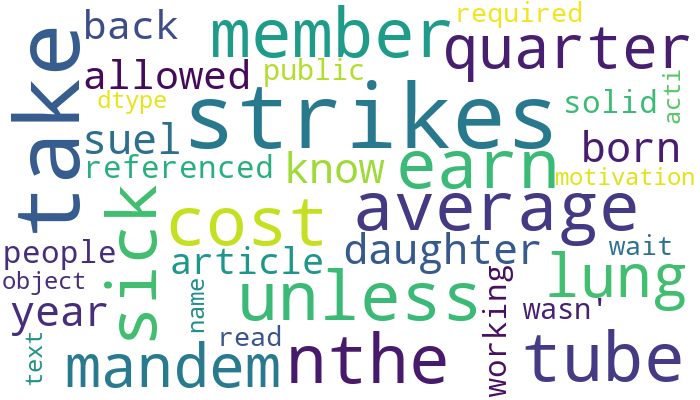 back
member
required
take
quarter
allowed
public
strikes
dtype
solid
acti
suel
born
referenced
know
earn
motivation
sick
cost
average
people
article
daughter
wait
object
lung
year
name
unless
working
wasn'
text
read
mandem
nthe
tube